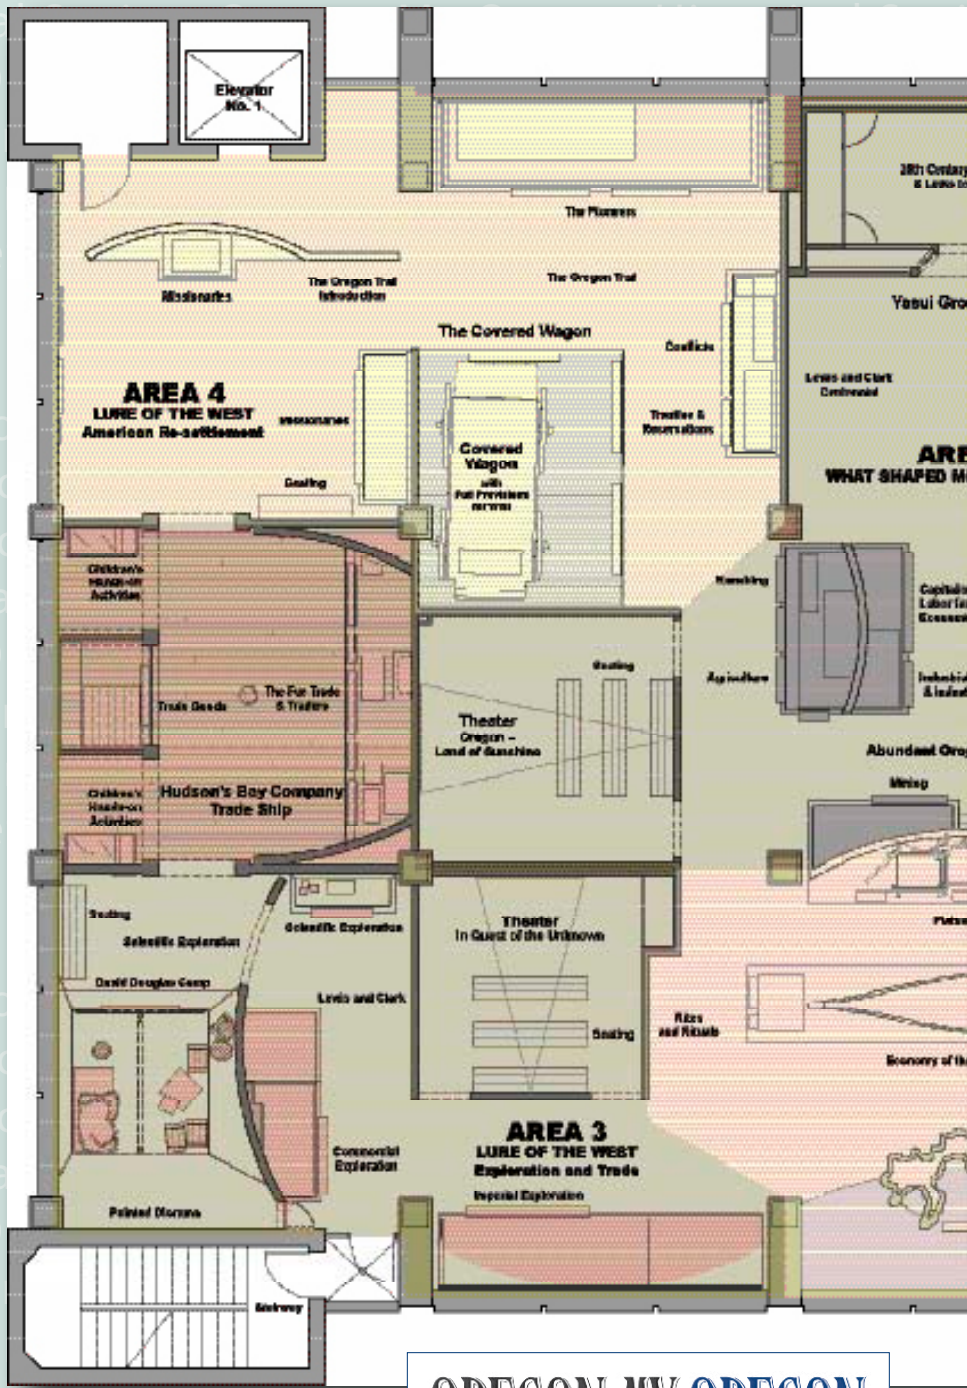 Elevator
No. 1
The Pioneers
Missionaries
The Oregon Trail
Introduction
The Oregon Trail
The Covered Wagon
Conflicts
AREA 4
LURE OF THE WEST
American Re-settlement
Missionaries
Seating
Treaties &
Reservations
Covered
Wagon
with
Full Provisions
20th Century
Yasui Gro
Lewis and Clark
Centennial
ARE
WHAT SHAPED M
Children's
Hands-on
Activities
Trade Goods
The Fur Trade
& Traders
Hudson's Bay Company
Trade Ship
Children's
Hands-on
Activities
Ranching
Agriculture
Seating
Theater
Oregon –
Land of Sunshine
Abundant Oreg
Mining
Seating
Scientific Exploration
Scientific Exploration
David Douglas Camp
Lewis and Clark
Theater
In Quest of the Unknown
Seating
Rites
and Rituals
Economy of th
AREA 3
LURE OF THE WEST
Exploration and Trade
Commercial
Exploration
Imperial Exploration
Painted Diorama
Stairway
OREGON MY OREGON